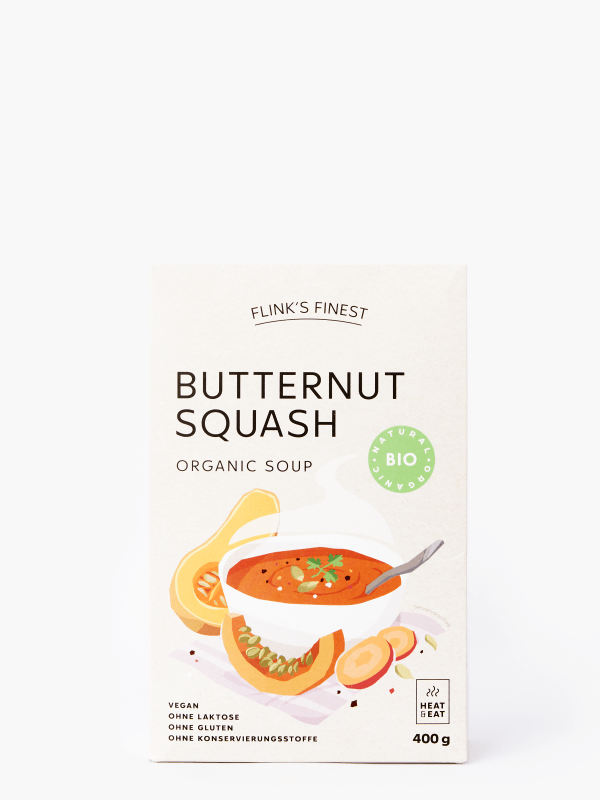 FLINK'S FINEST
BUTTERNUT
SQUASH
ORGANIC SOUP
NATURAL · ORGANIC ·
BIO
VEGAN
OHNE LAKTOSE
OHNE GLUTEN
OHNE KONSERVIERUNGSSTOFFE
HEAT
& EAT
400 g